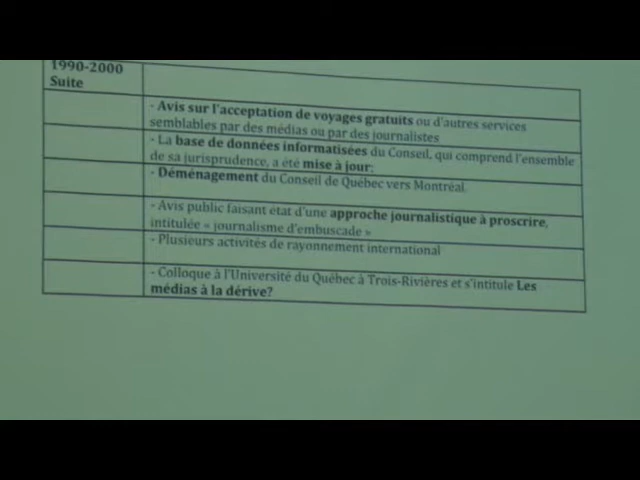 1990-2000
Suite
- Avis sur l'acceptation de voyages gratuits ou d'autres services
semblables par des médias ou par des journalistes
- La base de données informatisées du Conseil, qui comprend l'ensemble
de sa jurisprudence, a été mise à jour;
- Déménagement du Conseil de Québec vers Montréal
- Avis public faisant état d'une approche journalistique à proscrire,
intitulée « journalisme d'embuscade »
- Plusieurs activités de rayonnement international
- Colloque à l'Université du Québec à Trois-Rivières et s'intitule Les
médias à la dérive?